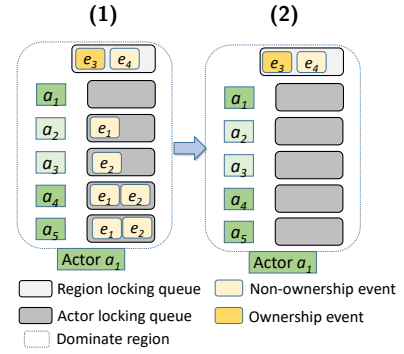 (1) (2)
e3 e4 e3 e4
a1 a1
a2 e1 a2
a3 e2 a3
a4 e1 e2 a4
a5 e1 e2 a5
Actor a1 Actor a1
Region locking queue Non-ownership event
Actor locking queue Ownership event
Dominate region